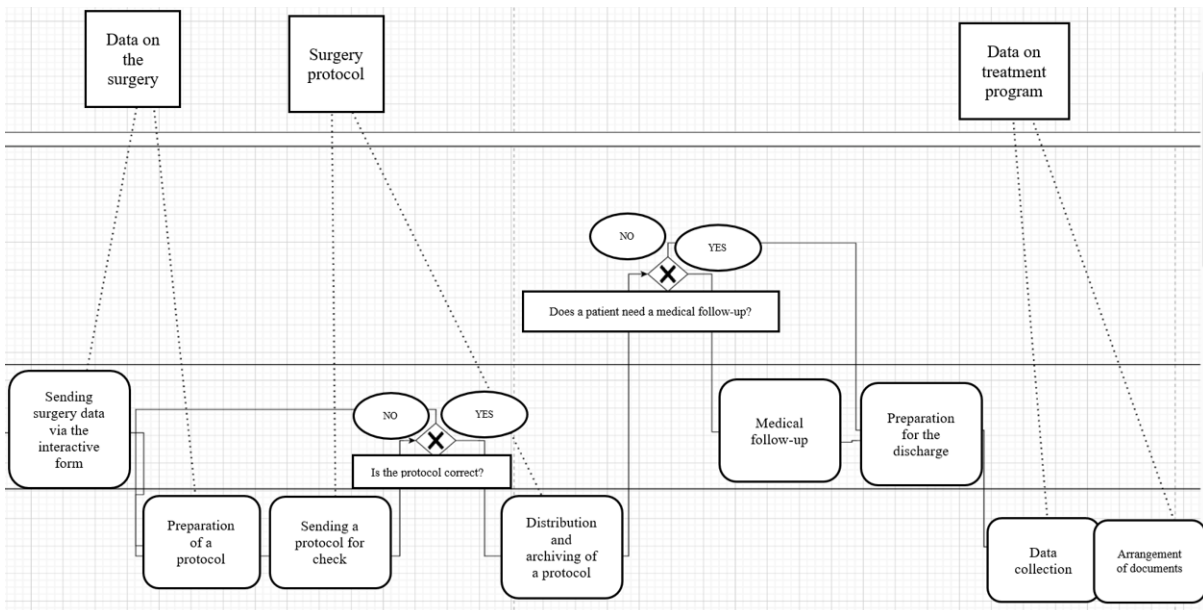 Data on
the
surgery
Surgery
protocol
Data on
treatment
program
NO
YES
Does a patient need a medical follow-up?
Sending
surgery data
via the
interactive
form
NO
YES
Is the protocol correct?
Medical
follow-up
Preparation
for the
discharge
Preparation
of a
protocol
Sending a
protocol for
check
Distribution
and
archiving of
a protocol
Data
collection
Arrangement
of documents